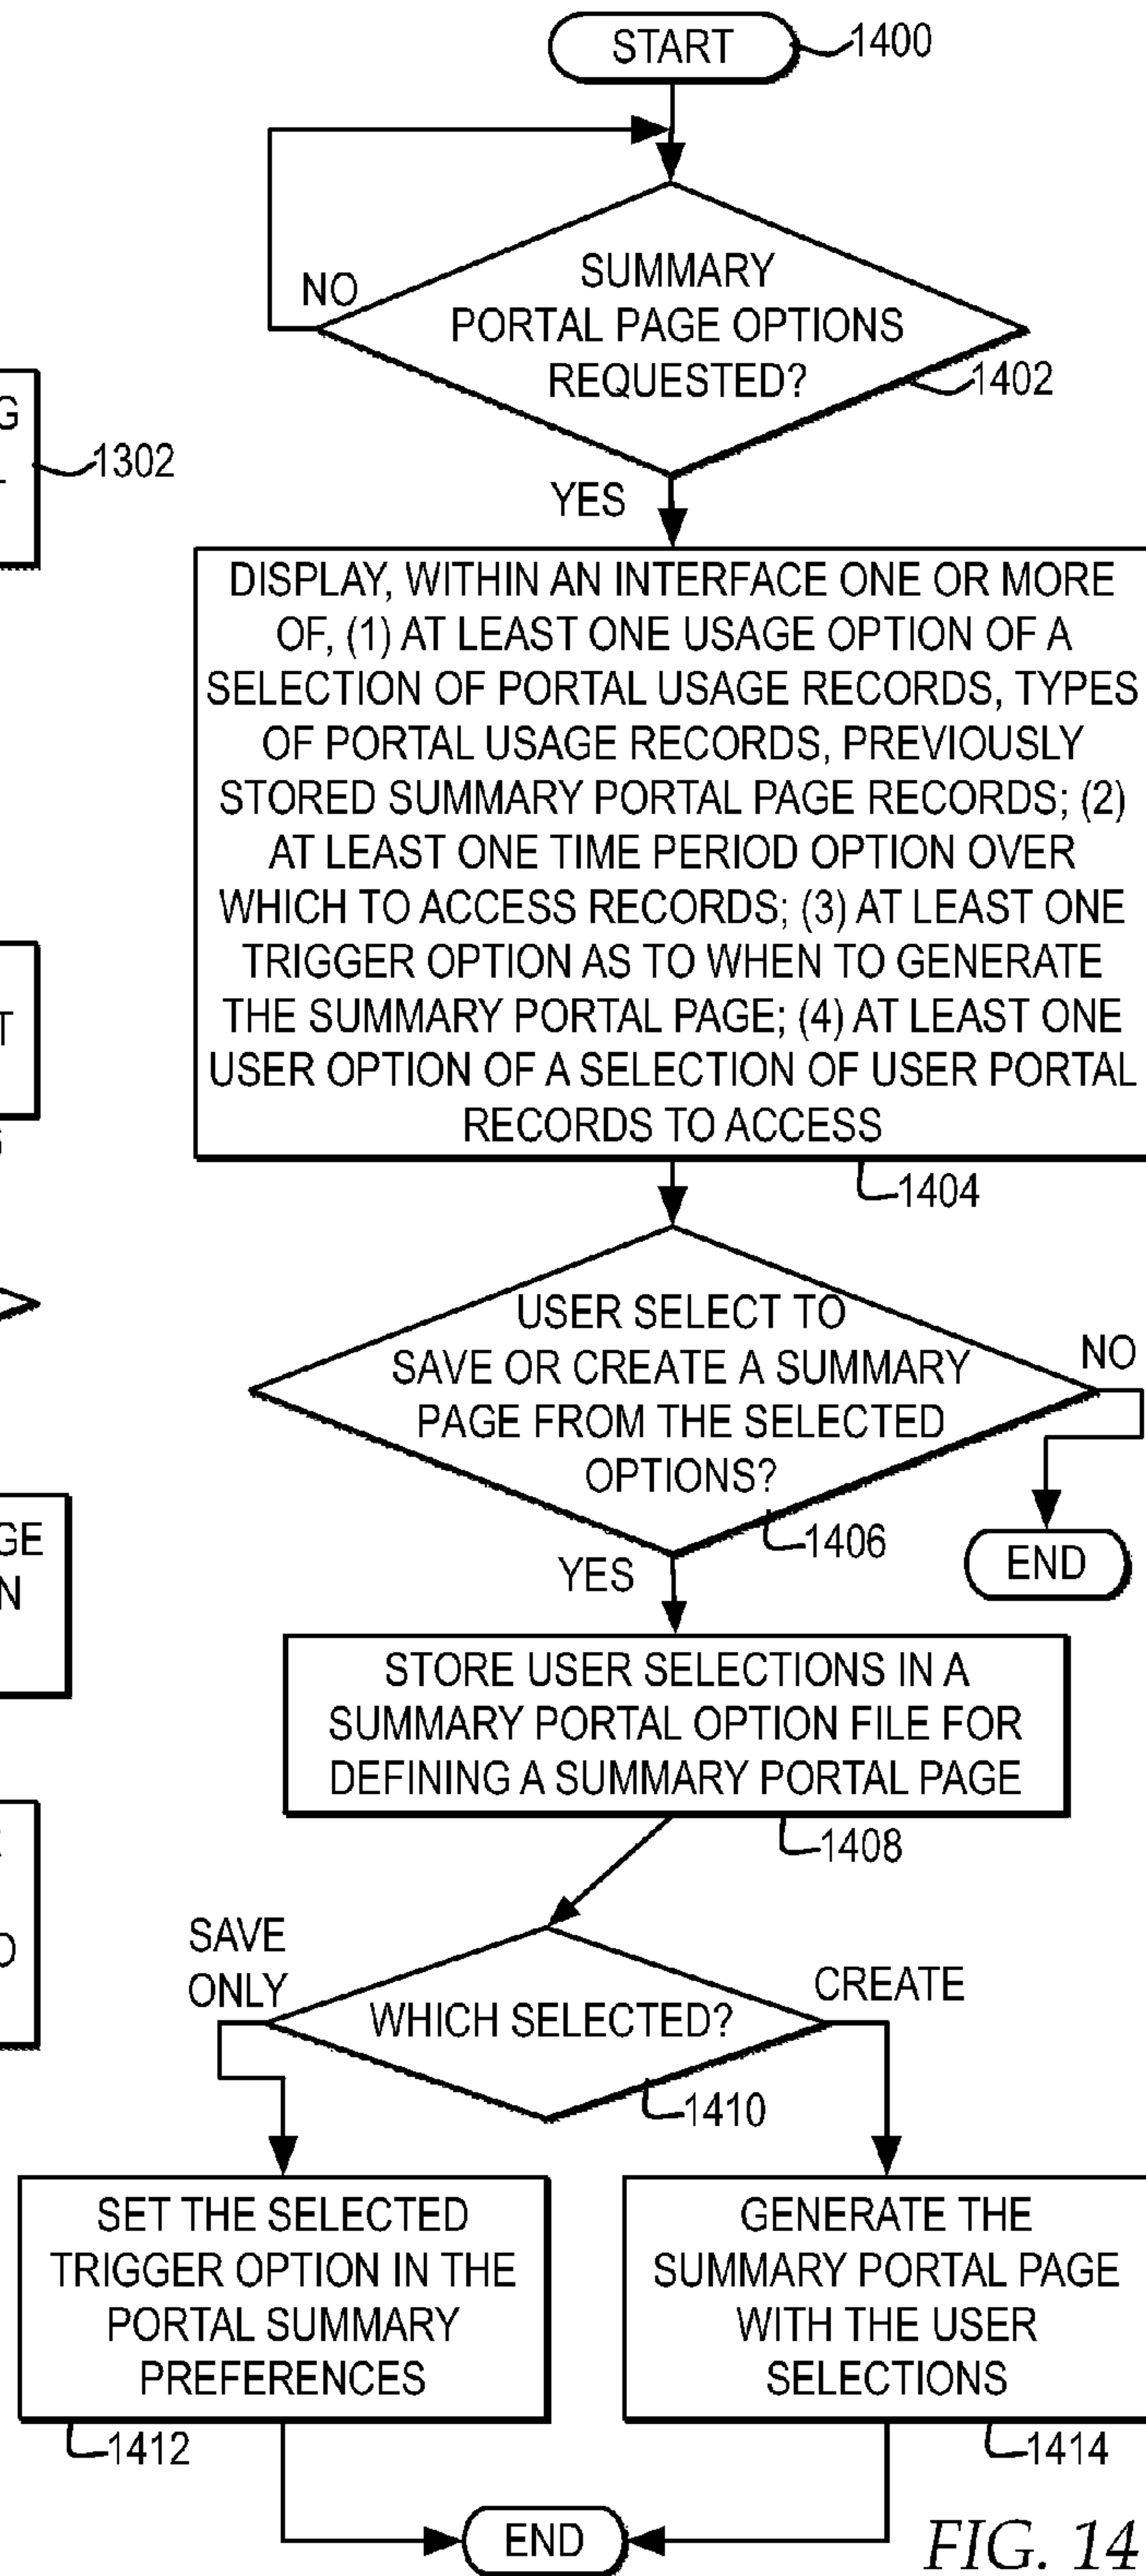 START
1400
SUMMARY
PORTAL PAGE OPTIONS
REQUESTED?
NO
1402
YES
1302
DISPLAY, WITHIN AN INTERFACE ONE OR MORE
OF, (1) AT LEAST ONE USAGE OPTION OF A
SELECTION OF PORTAL USAGE RECORDS, TYPES
OF PORTAL USAGE RECORDS, PREVIOUSLY
STORED SUMMARY PORTAL PAGE RECORDS; (2)
AT LEAST ONE TIME PERIOD OPTION OVER
WHICH TO ACCESS RECORDS; (3) AT LEAST ONE
TRIGGER OPTION AS TO WHEN TO GENERATE
THE SUMMARY PORTAL PAGE; (4) AT LEAST ONE
USER OPTION OF A SELECTION OF USER PORTAL
RECORDS TO ACCESS
1404
USER SELECT TO
SAVE OR CREATE A SUMMARY
PAGE FROM THE SELECTED
OPTIONS?
NO
1406
YES
END
STORE USER SELECTIONS IN A
SUMMARY PORTAL OPTION FILE FOR
DEFINING A SUMMARY PORTAL PAGE
1408
SAVE
ONLY
WHICH SELECTED?
CREATE
1410
SET THE SELECTED
TRIGGER OPTION IN THE
PORTAL SUMMARY
PREFERENCES
1412
GENERATE THE
SUMMARY PORTAL PAGE
WITH THE USER
SELECTIONS
1414
END
FIG. 14